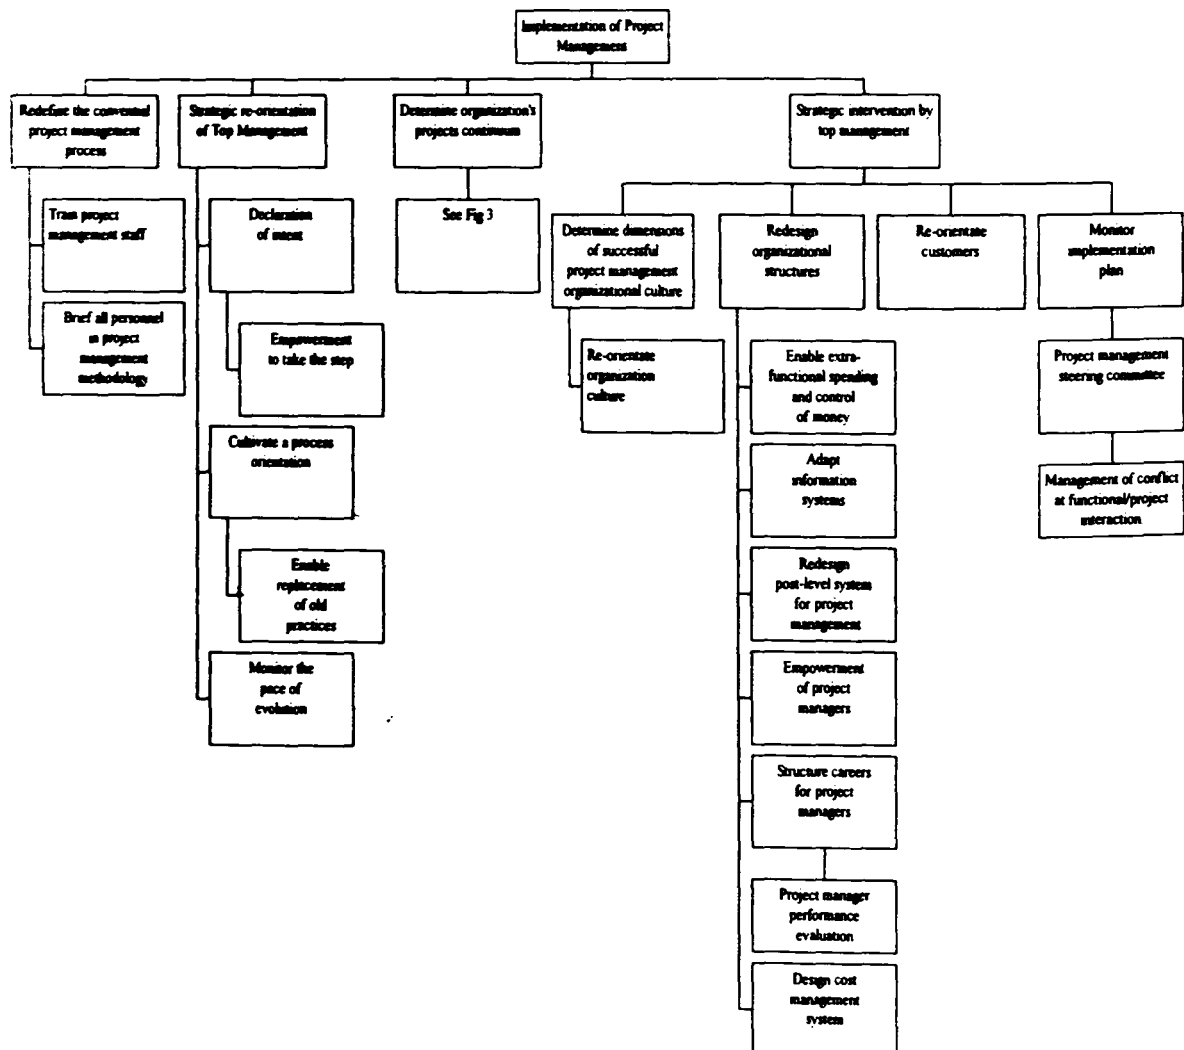 Implementation of Project
Management
Redefine the convential
project management
process
Strategic re-orientation
of Top Management
Determine organization's
projects continuum
Strategic intervention by
top management
Train project
management staff
Brief all personnel
in project
management
methodology
Declaration
of intent
Empowerment
to take the step
Cultivate a process
orientation
Enable
replacement
of old
practices
Monitor the
pace of
evolution
See Fig 3
Determine dimensions
of successful
project management
organizational culture
Re-orientate
organization
culture
Redesign
organizational
structures
Enable extra-
functional spending
and control
of money
Adapt
information
systems
Redesign
post-level system
for project
management
Empowerment
of project
managers
Structure careers
for project
managers
Project manager
performance
evaluation
Design cost
management
system
Re-orientate
customers
Monitor
implementation
plan
Project management
steering committee
Management of conflict
at functional/project
interaction